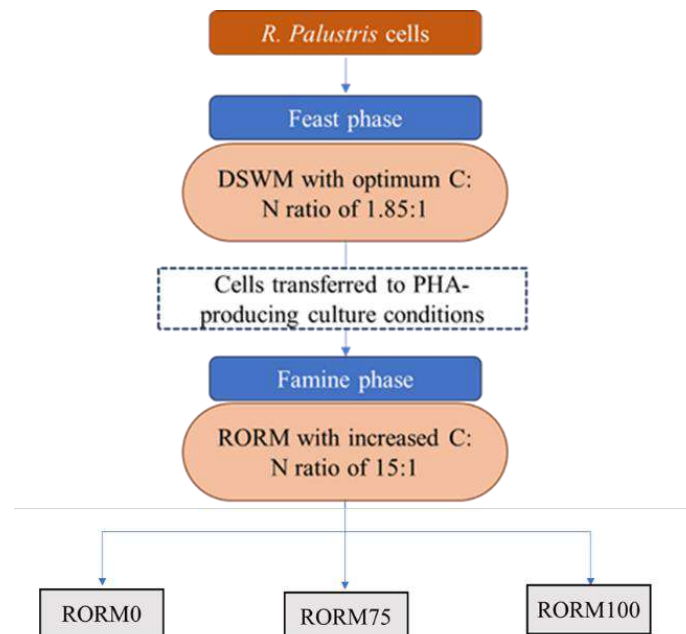 R. Palustris cells
Feast phase
DSWM with optimum C:
N ratio of 1.85:1
Cells transferred to PHA-
producing culture conditions
Famine phase
RORM with increased C:
N ratio of 15:1
RORM0
RORM75
RORM100